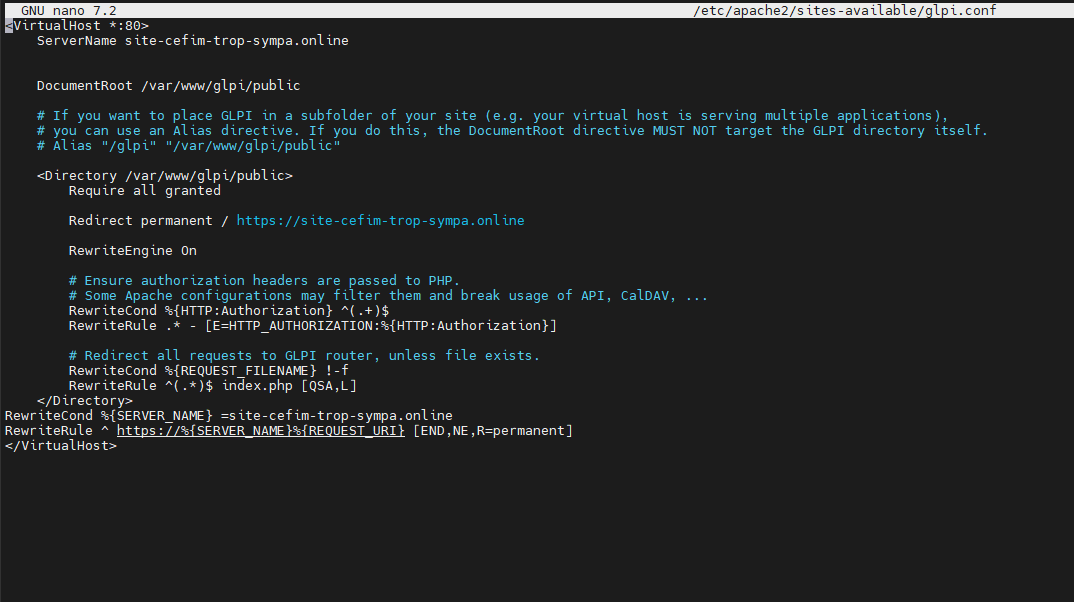 GNU nano 7.2 /etc/apache2/sites-available/glpi.conf
<VirtualHost *:80>
    ServerName site-cefim-trop-sympa.online
    DocumentRoot /var/www/glpi/public
    # If you want to place GLPI in a subfolder of your site (e.g. your virtual host is serving multiple applications),
    # you can use an Alias directive. If you do this, the DocumentRoot directive MUST NOT target the GLPI directory itself.
    # Alias "/glpi" "/var/www/glpi/public"
    <Directory /var/www/glpi/public>
        Require all granted
        Redirect permanent / https://site-cefim-trop-sympa.online
        RewriteEngine On
        # Ensure authorization headers are passed to PHP.
        # Some Apache configurations may filter them and break usage of API, CalDAV, ...
        RewriteCond %{HTTP:Authorization} ^(.+)$
        RewriteRule .* - [E=HTTP_AUTHORIZATION:%{HTTP:Authorization}]
        # Redirect all requests to GLPI router, unless file exists.
        RewriteCond %{REQUEST_FILENAME} !-f
        RewriteRule ^(.*)$ index.php [QSA,L]
    </Directory>
RewriteCond %{SERVER_NAME} =site-cefim-trop-sympa.online
RewriteRule ^ https://%{SERVER_NAME}%{REQUEST_URI} [END,NE,R=permanent]
</VirtualHost>